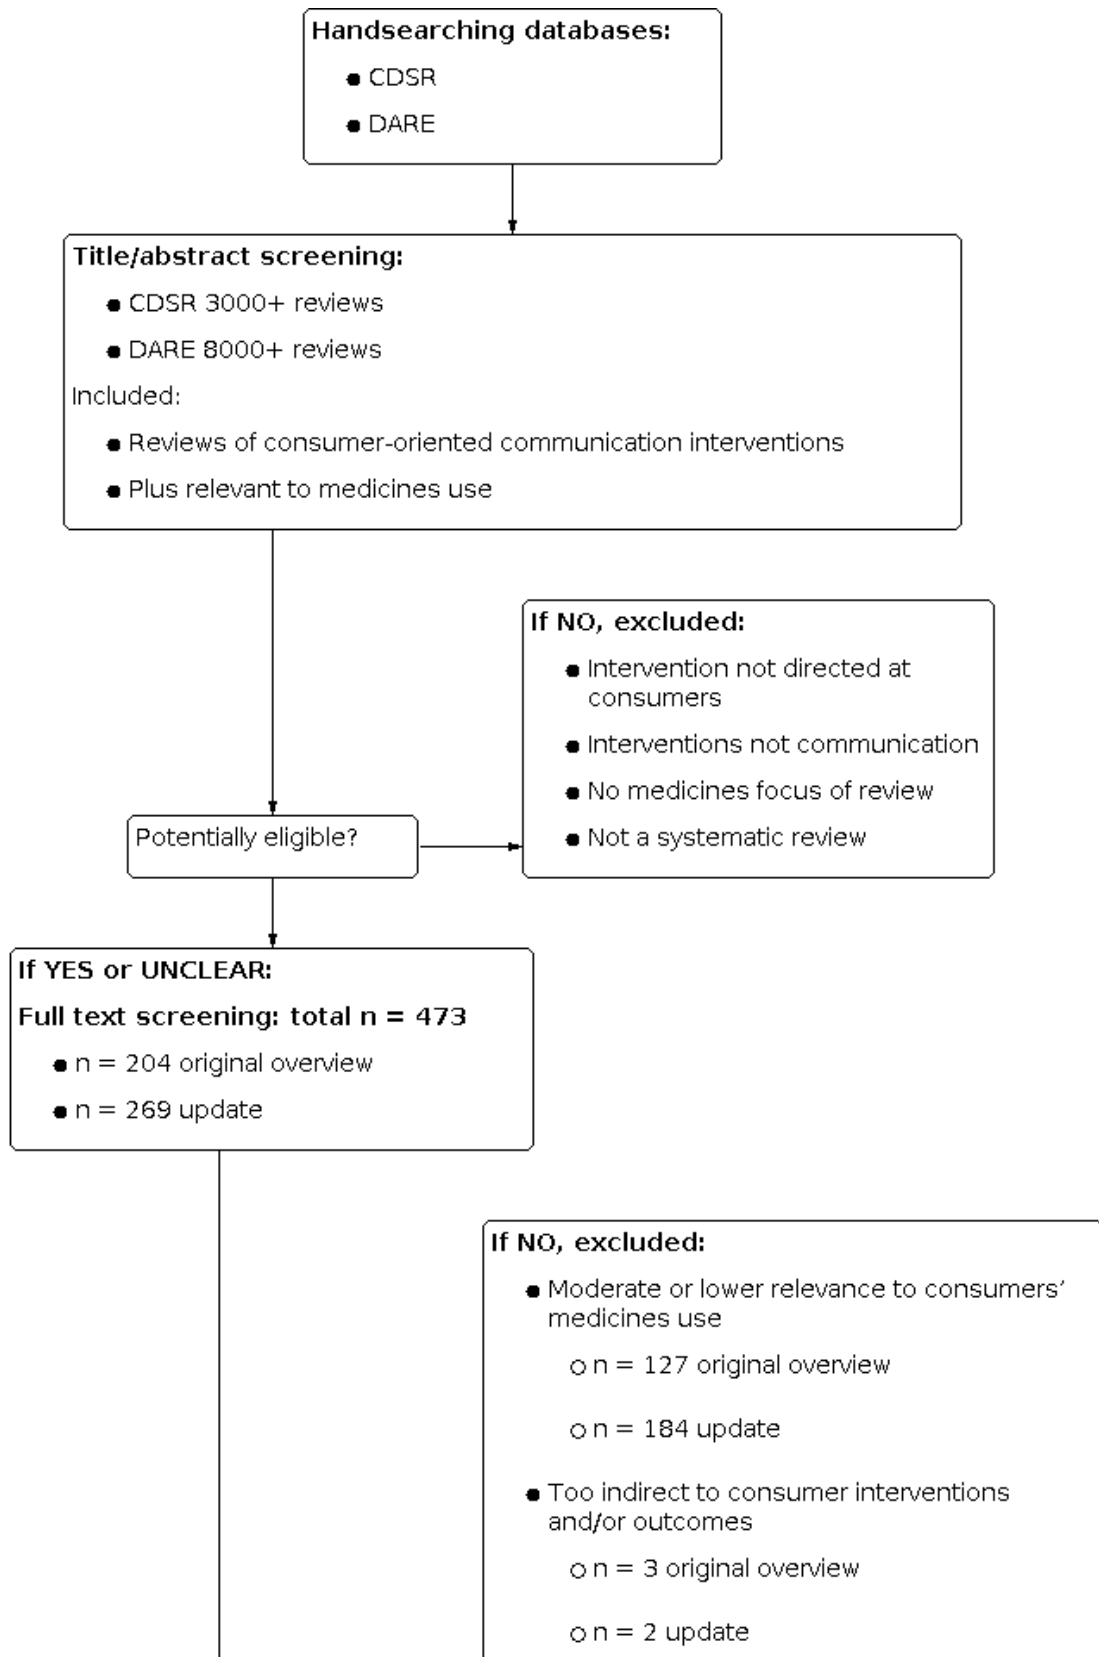 Handsearching databases:
● CDSR
● DARE
Title/abstract screening:
● CDSR 3000+ reviews
● DARE 8000+ reviews
Included:
● Reviews of consumer-oriented communication interventions
● Plus relevant to medicines use
If NO, excluded:
● Intervention not directed at
consumers
● Interventions not communication
● No medicines focus of review
● Not a systematic review
Potentially eligible?
If YES or UNCLEAR:
Full text screening: total n = 473
● n = 204 original overview
● n = 269 update
If NO, excluded:
● Moderate or lower relevance to consumers’
medicines use
○ n = 127 original overview
○ n = 184 update
● Too indirect to consumer interventions
and/or outcomes
○ n = 3 original overview
○ n = 2 update